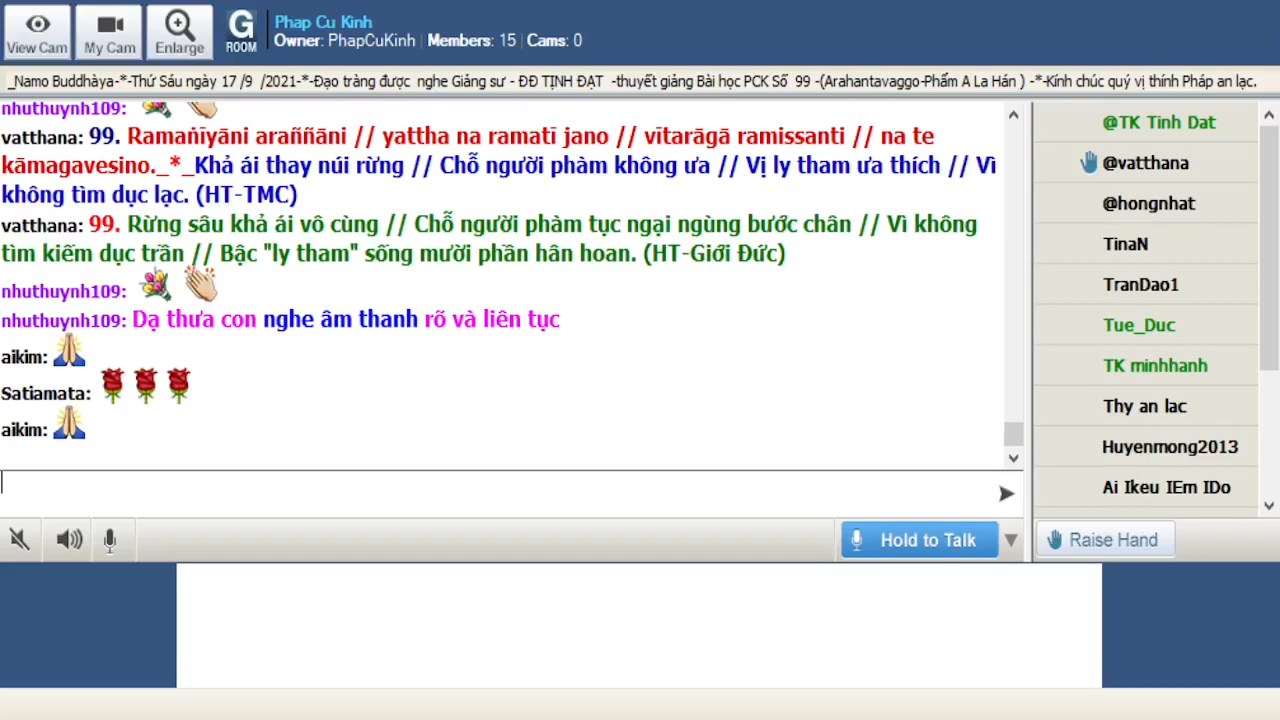 View Cam
My Cam
Enlarge
G
ROOM
Phap Cu Kinh
Owner: PhapCuKinh | Members: 15 | Cams: 0
_Namo Buddhàya-*-Thứ Sáu ngày 17 /9 /2021-*-Đạo tràng được nghe Giảng sư - ĐĐ TỊNH ĐẠT -thuyết giảng Bài học PCK Số 99 -(Arahantavaggo-Phẩm A La Hán ) -*-Kính chúc quý vị thính Pháp an lạc.
nhuthuynh109:
vatthana: 99. Ramaṅīyāni araññāni // yattha na ramatī jano // vītarāgā ramissanti // na te
kāmagavesino._*_Khả ái thay núi rừng // Chỗ người phàm không ưa // Vị ly tham ưa thích // Vì
không tìm dục lạc. (HT-TMC)
vatthana: 99. Rừng sâu khả ái vô cùng // Chỗ người phàm tục ngại ngùng bước chân // Vì không
tìm kiếm dục trần // Bậc "ly tham" sống mười phần hân hoan. (HT-Giới Đức)
nhuthuynh109:
nhuthuynh109: Dạ thưa con nghe âm thanh rõ và liên tục
aikim:
Satiamata:
aikim:
@TK Tinh Dat
@vatthana
@hongnhat
TinaN
TranDao1
Tue_Duc
TK minhhanh
Thy an lac
Huyenmong2013
Ai Ikeu IEm IDo
Hold to Talk
Raise Hand